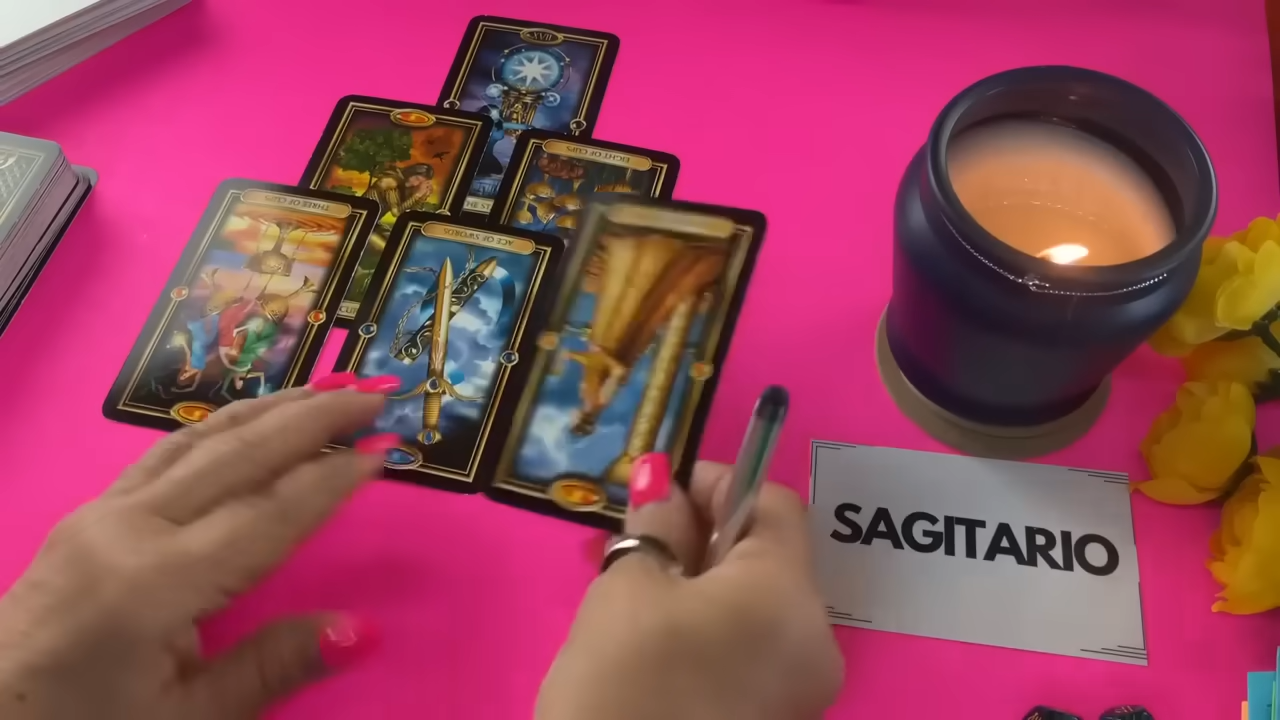 XVII
EIGHT OF CUPS
THREE OF CUPS
ACE OF SWORDS
SAGITARIO